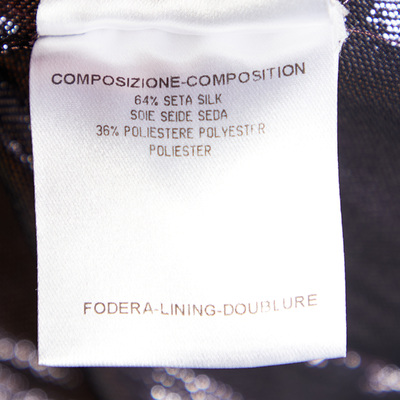 COMPOSIZIONE-COMPOSITION
64% SETA SILK
SOIE SEIDE SEDA
36% POLIESTERE POLYESTER
POLIESTER
FODERA-LINING-DOUBLURE